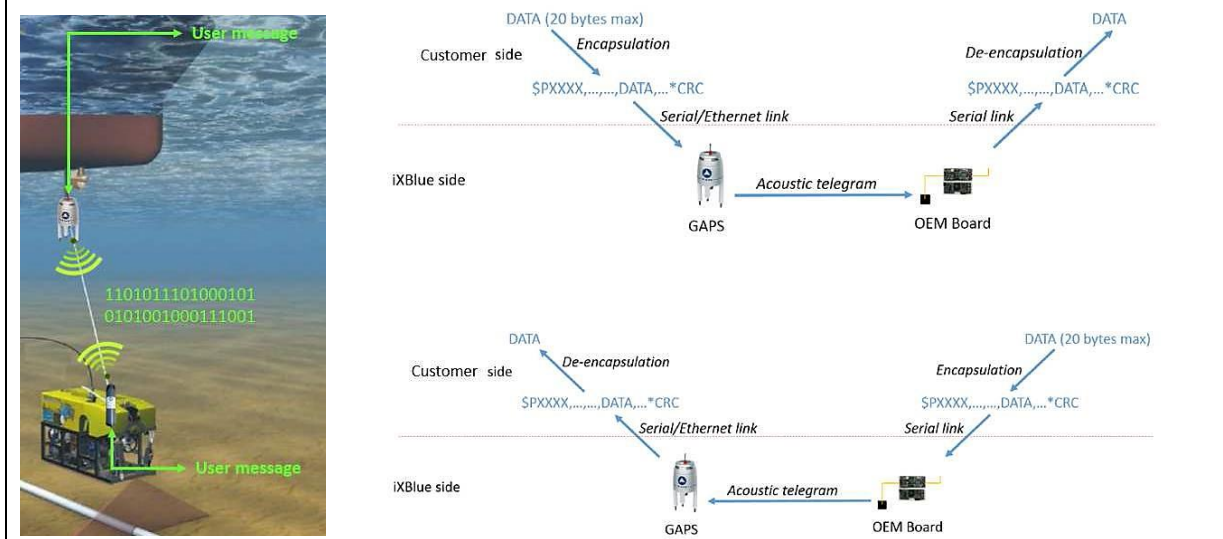 User message
1101011101000101
0101001000111001
User message
DATA (20 bytes max)
DATA
Encapsulation
De-encapsulation
Customer side
$PXXXX,...,...,DATA,...*CRC
$PXXXX,...,...,DATA,...*CRC
Serial/Ethernet link
Serial link
iXBlue side
Acoustic telegram
GAPS
OEM Board
DATA
DATA (20 bytes max)
De-encapsulation
Encapsulation
Customer side
$PXXXX,...,...,DATA,...*CRC
$PXXXX,...,...,DATA,...*CRC
Serial/Ethernet link
Serial link
iXBlue side
Acoustic telegram
GAPS
OEM Board